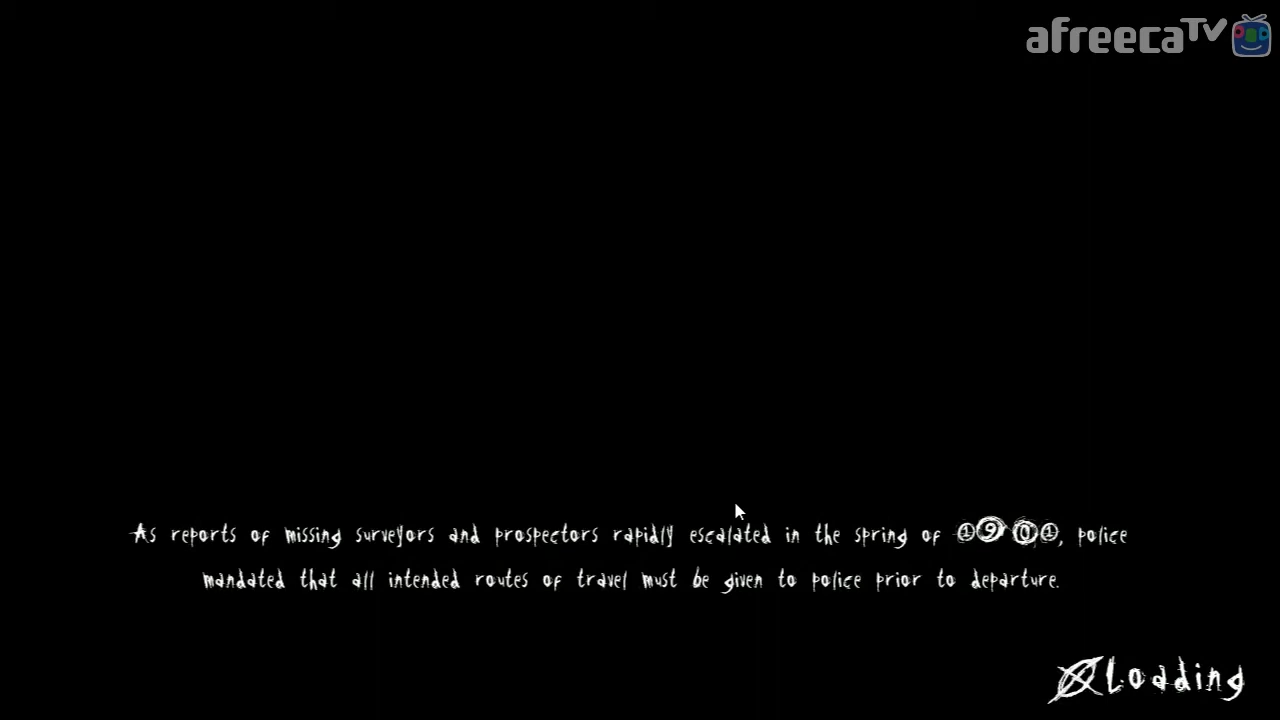 afreecaTV
As reports of missing surveyors and prospectors rapidly escalated in the spring of 1901, police
mandated that all intended routes of travel must be given to police prior to departure.
Loading